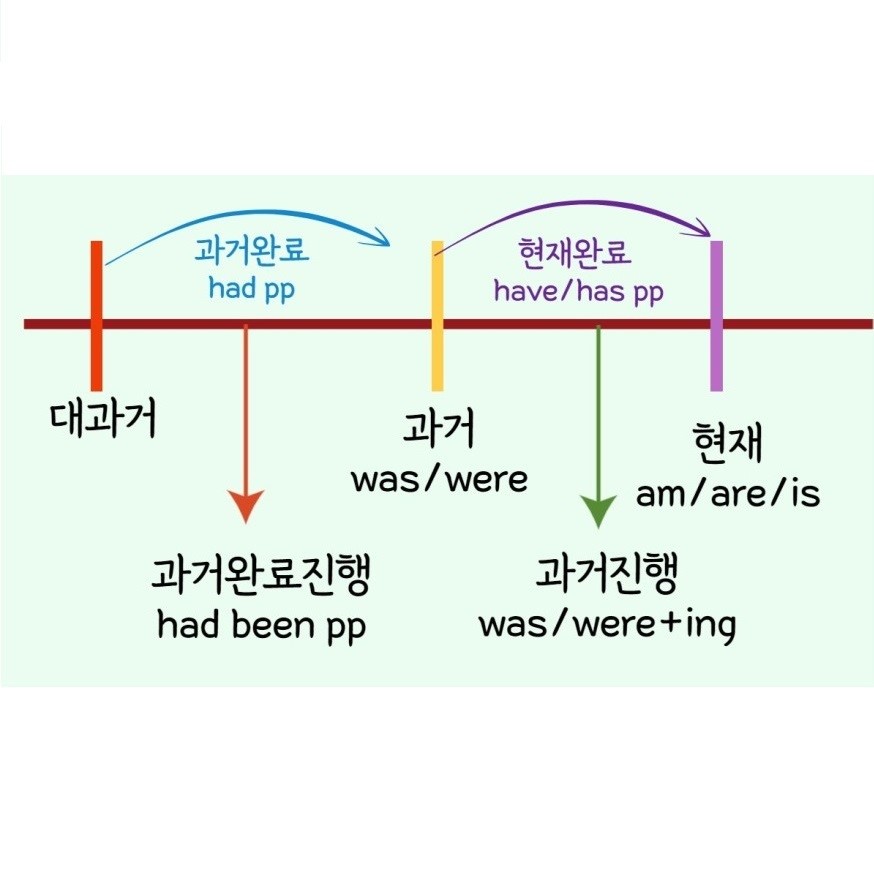 과거완료
had pp
현재완료
have/has pp
대과거
과거
was/were
현재
am/are/is
과거완료진행
had been pp
과거진행
was/were+ing